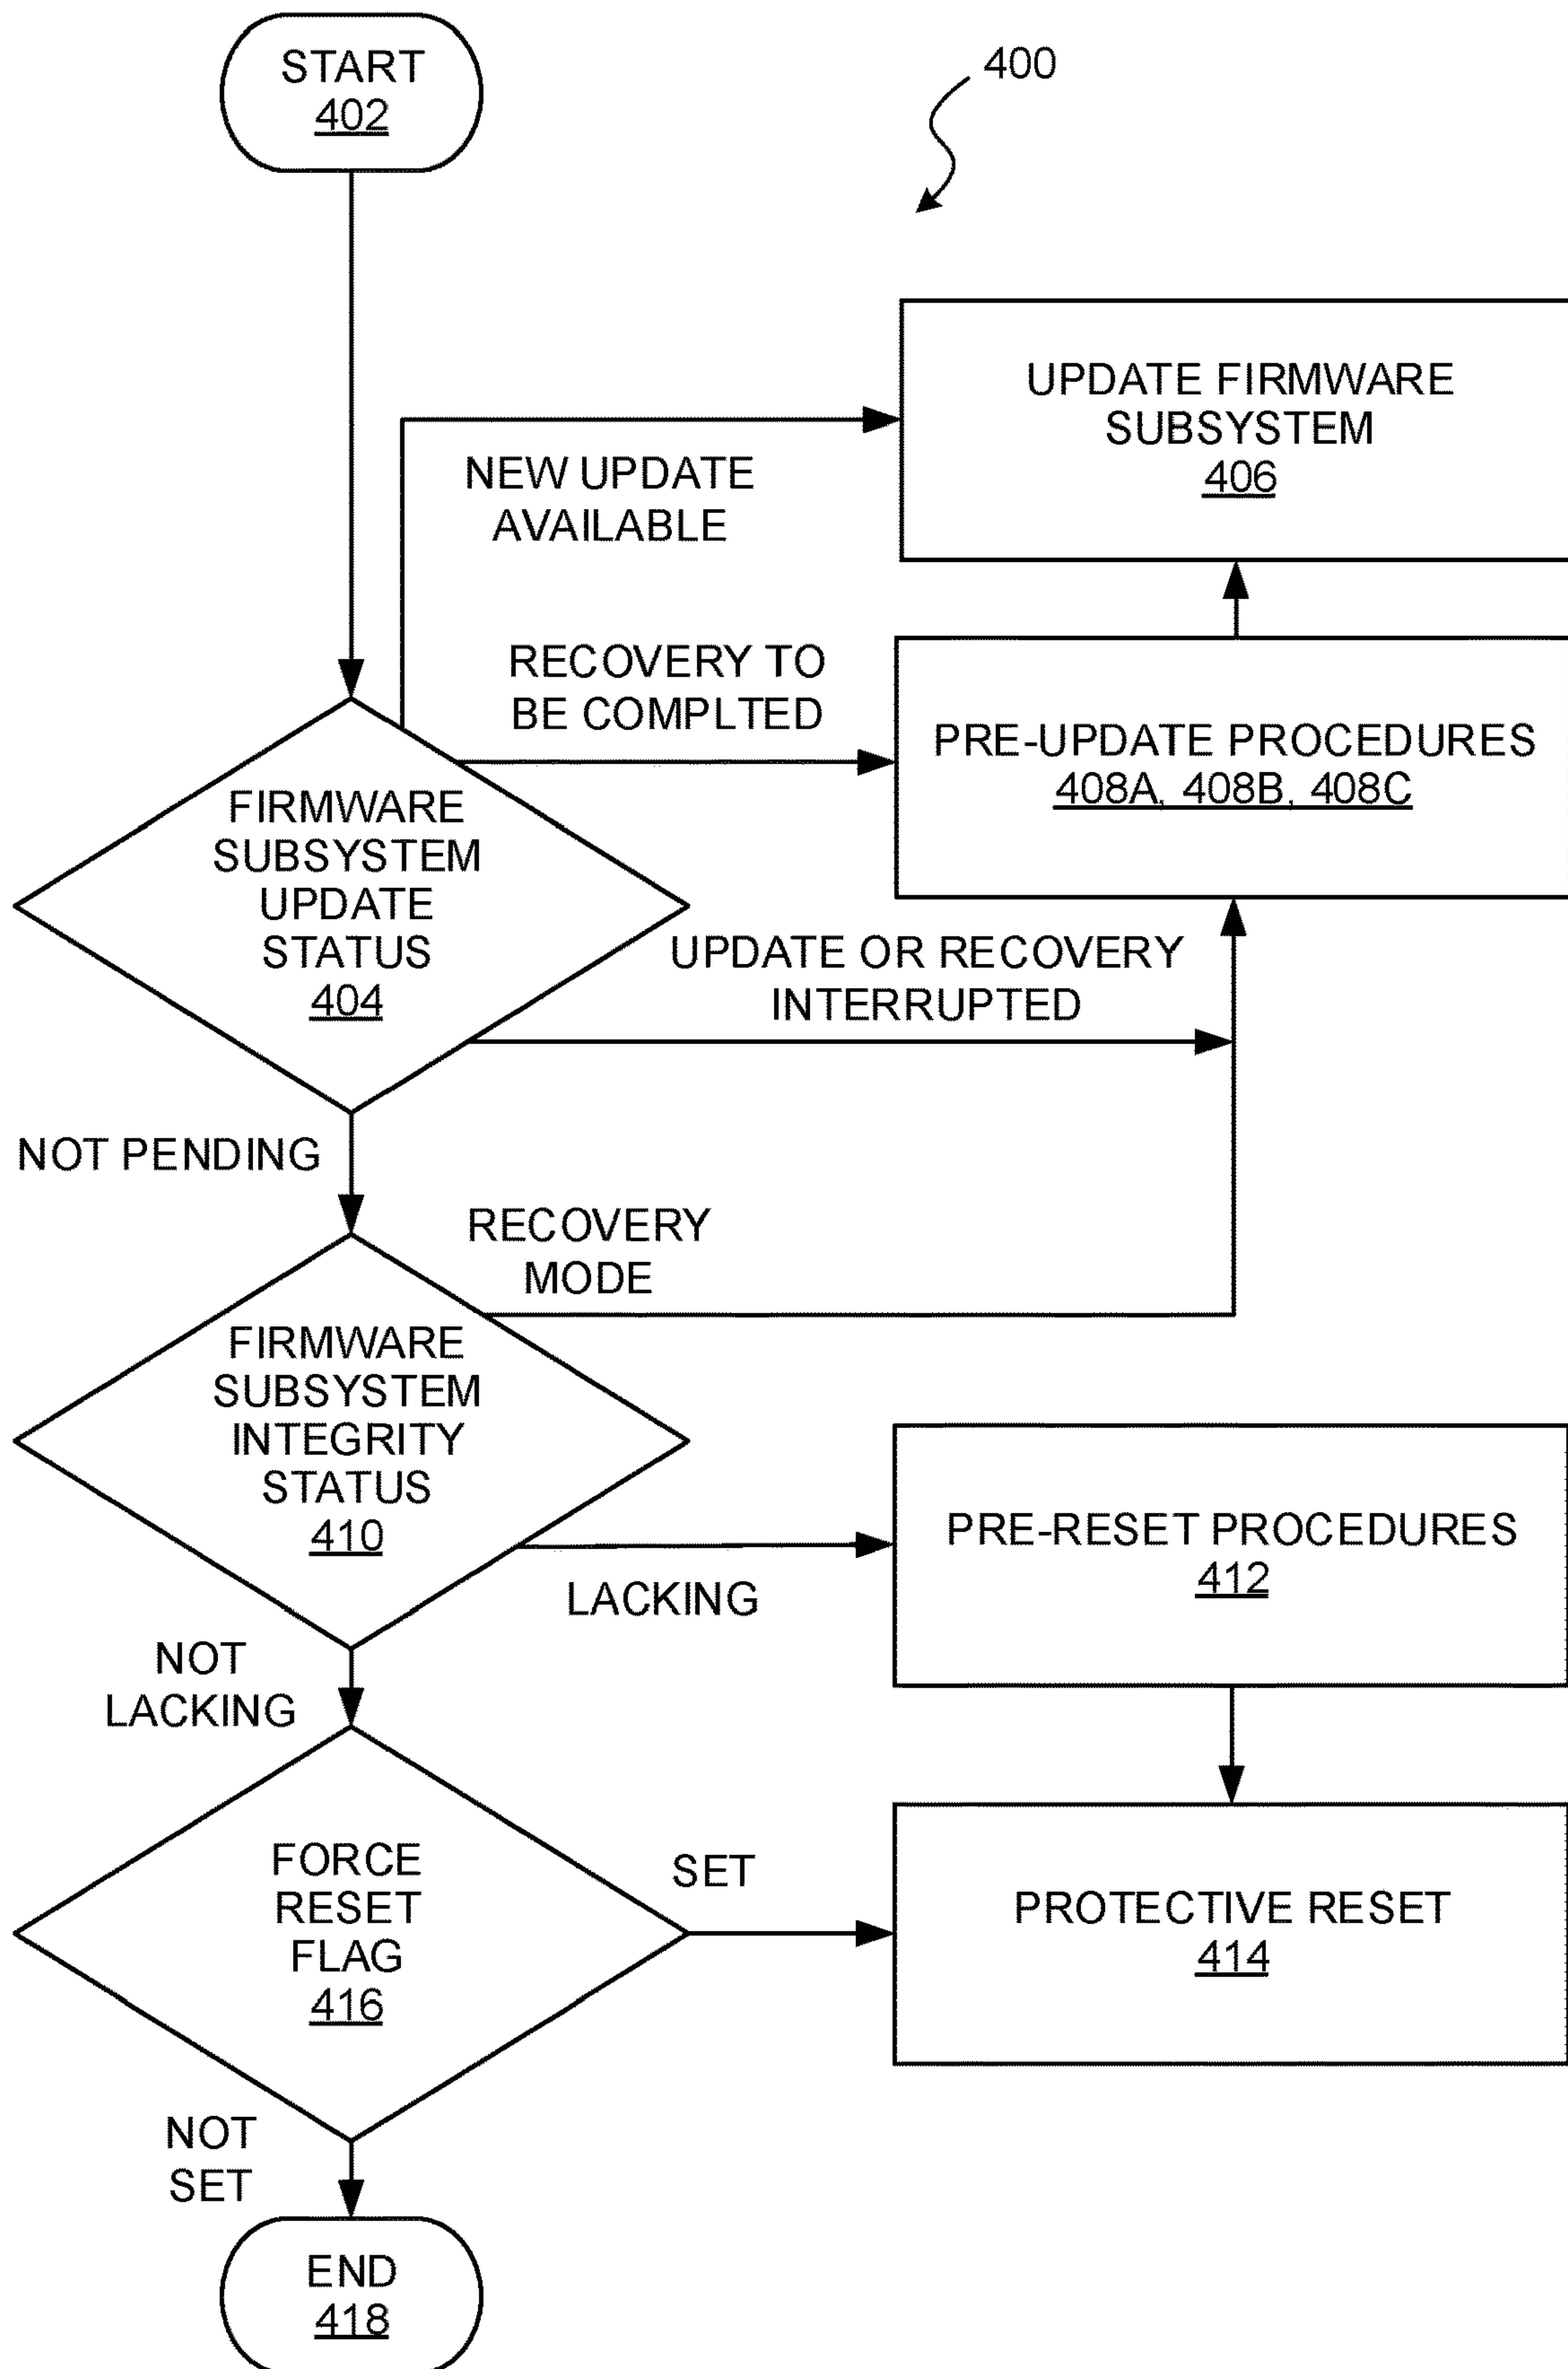 START
402
400
UPDATE FIRMWARE
SUBSYSTEM
406
NEW UPDATE
AVAILABLE
RECOVERY TO
BE COMPLTED
PRE-UPDATE PROCEDURES
408A, 408B, 408C
FIRMWARE
SUBSYSTEM
UPDATE
STATUS
404
UPDATE OR RECOVERY
INTERRUPTED
NOT PENDING
RECOVERY
MODE
FIRMWARE
SUBSYSTEM
INTEGRITY
STATUS
410
PRE-RESET PROCEDURES
412
LACKING
NOT
LACKING
FORCE
RESET
FLAG
416
SET
PROTECTIVE RESET
414
NOT
SET
END
418